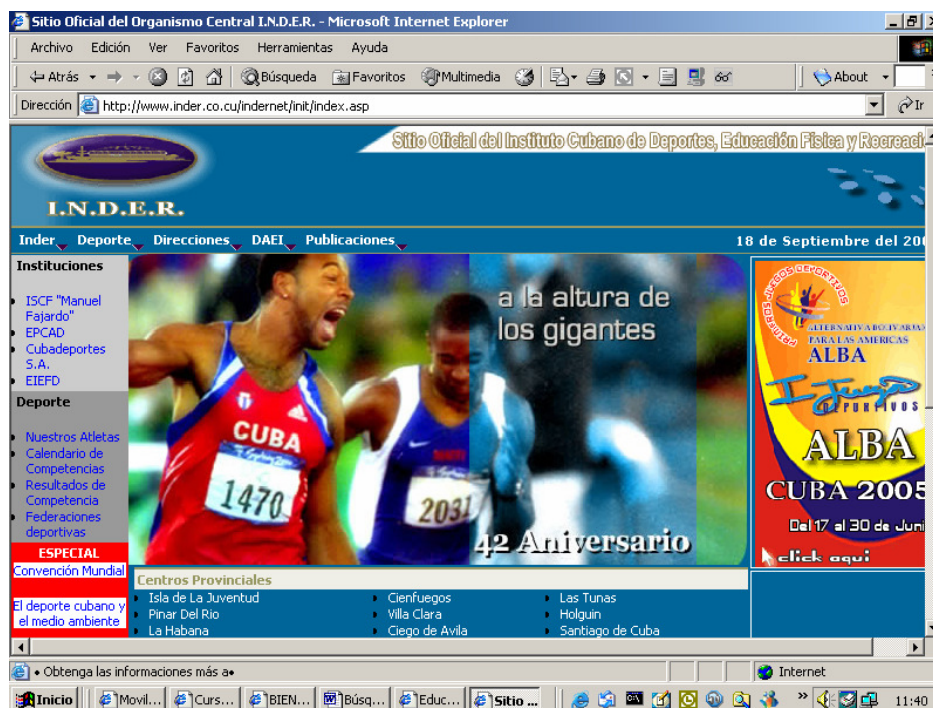 Sitio Oficial del Organismo Central I.N.D.E.R. - Microsoft Internet Explorer
Archivo Edición Ver Favoritos Herramientas Ayuda
Atrás Búsqueda Favoritos Multimedia About
Dirección http://www.inder.co.cu/indernet/init/index.asp Ir
Sitio Oficial del Instituto Cubano de Deportes, Educación Física y Recreaci
I.N.D.E.R.
Inder Deporte Direcciones DAEI Publicaciones 18 de Septiembre del 200
Instituciones
ISCF "Manuel
Fajardo"
EPCAD
Cubadeportes
S.A.
EIEFD
Deporte
Nuestros Atletas
Calendario de
Competencias
Resultados de
Competencia
Federaciones
deportivas
ESPECIAL
Convención Mundial
El deporte cubano y
el medio ambiente
a la altura de
los gigantes
CUBA
1470
2031
42 Aniversario
PRIMEROS JUEGOS DEPORTIVOS
ALTERNATIVA BOLIVARIANA
PARA LAS AMERICAS
ALBA
I Juegos
DEPORTIVOS
ALBA
CUBA 2005
Del 17 al 30 de Juni
click aqui
Centros Provinciales
Isla de La Juventud Cienfuegos Las Tunas
Pinar Del Rio Villa Clara Holguin
La Habana Ciego de Avila Santiago de Cuba
• Obtenga las informaciones más a• Internet
Inicio Movil... Curs... BIEN... Búsq... Educ... Sitio ... » 11:40